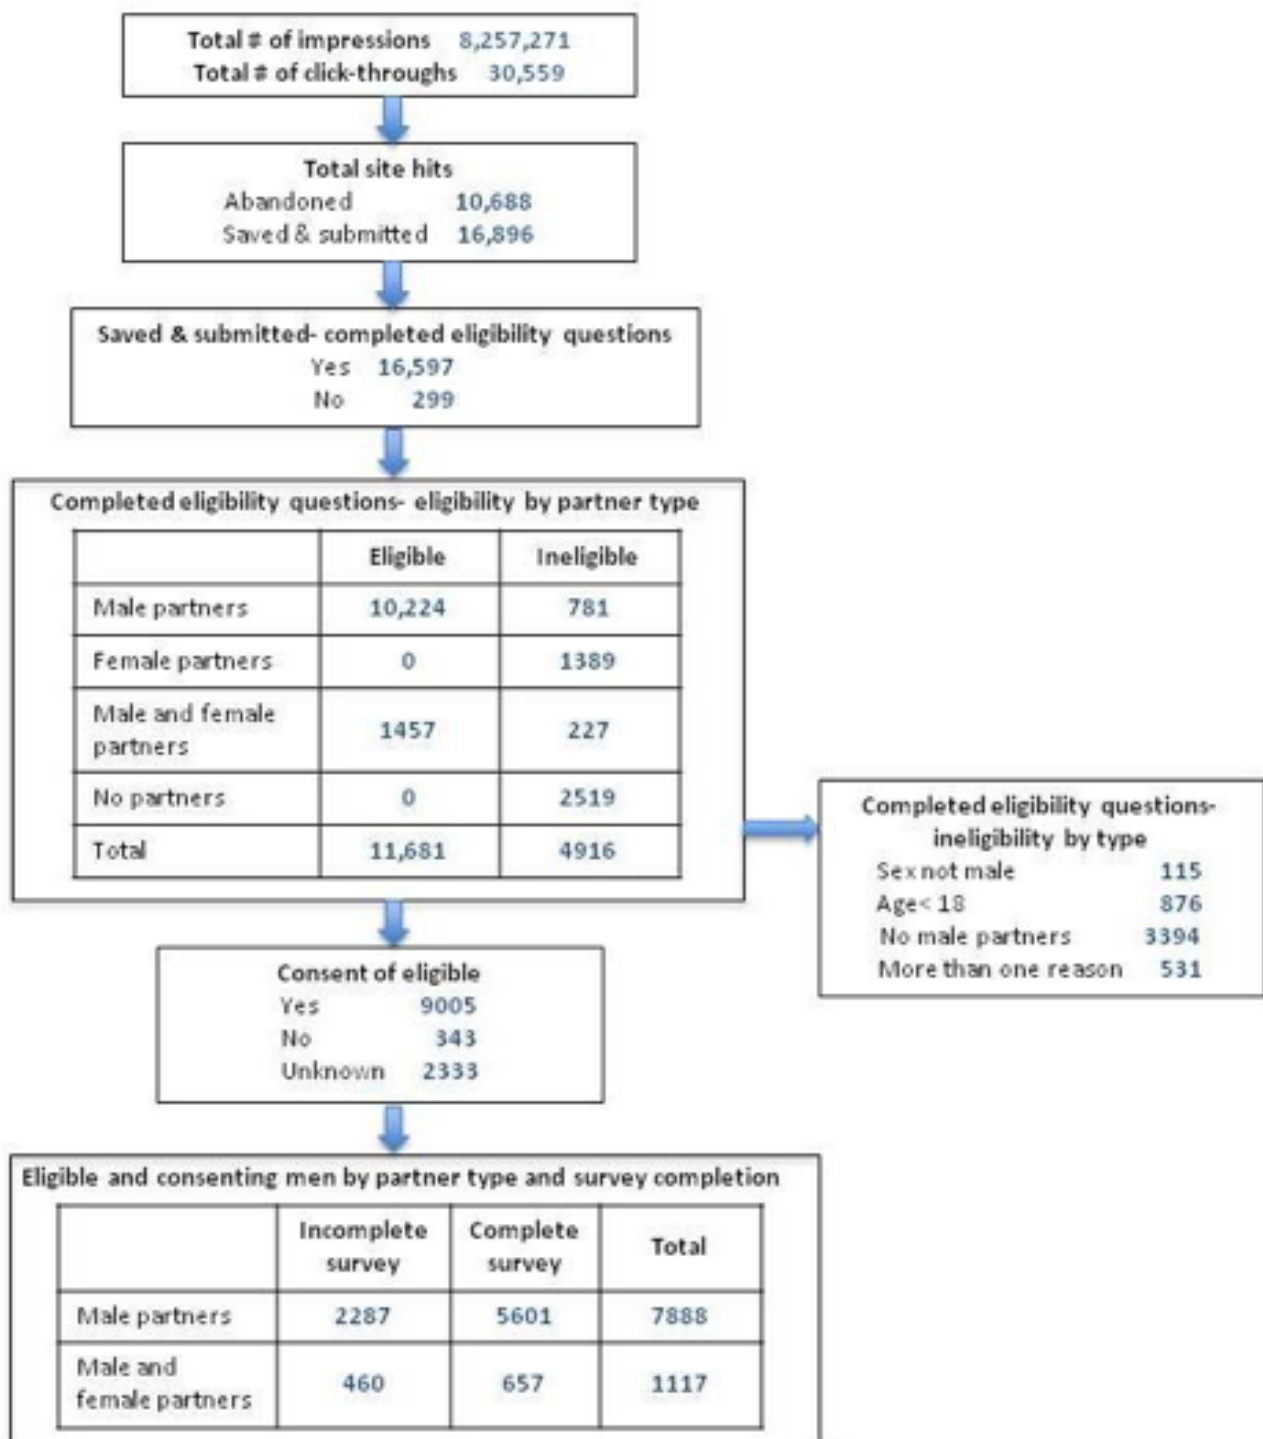 Total # of impressions 8,257,271
Total # of click-throughs 30,559
Total site hits
Abandoned 10,688
Saved & submitted 16,896
Saved & submitted- completed eligibility questions
Yes 16,597
No 299
Completed eligibility questions- eligibility by partner type
Eligible Ineligible
Male partners 10,224 781
Female partners 0 1389
Male and female
partners 1457 227
No partners 0 2519
Total 11,681 4916
Completed eligibility questions-
ineligibility by type
Sex not male 115
Age< 18 876
No male partners 3394
More than one reason 531
Consent of eligible
Yes 9005
No 343
Unknown 2333
Eligible and consenting men by partner type and survey completion
Incomplete
survey
Complete
survey
Total
Male partners 2287 5601 7888
Male and
female partners 460 657 1117